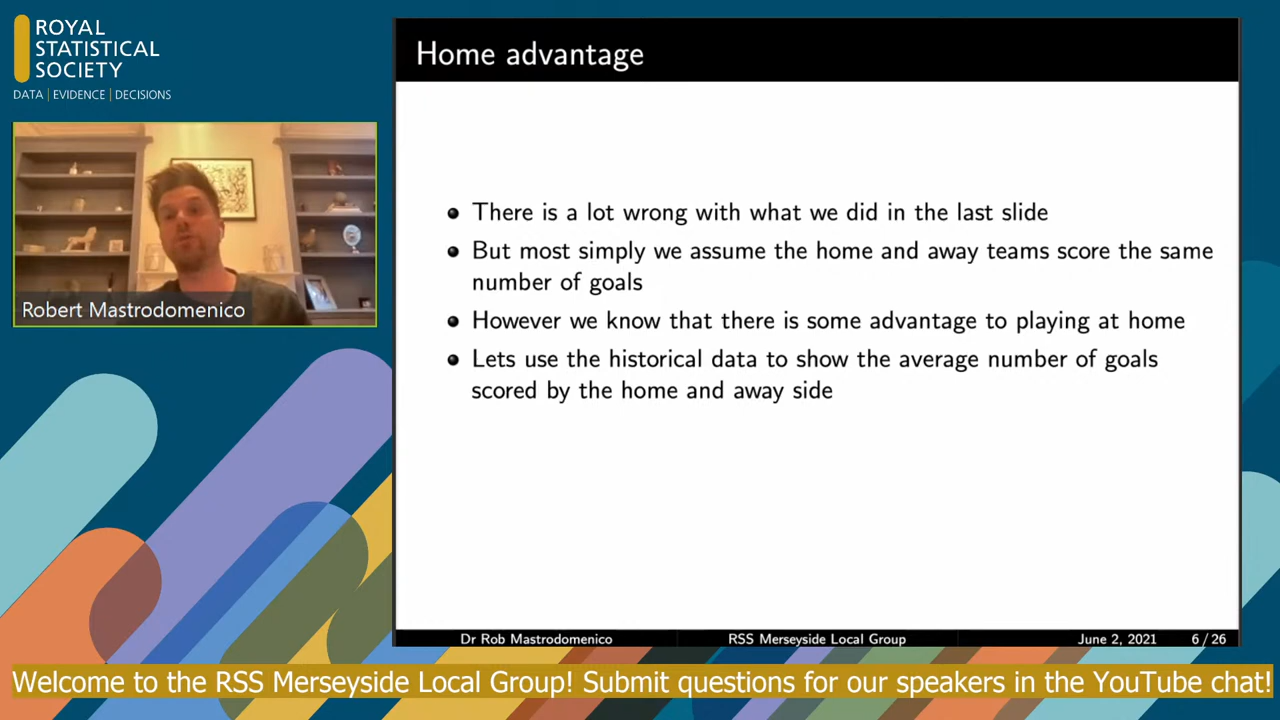 ROYAL
STATISTICAL
SOCIETY
DATA | EVIDENCE | DECISIONS
Robert Mastrodomenico
Home advantage
There is a lot wrong with what we did in the last slide
But most simply we assume the home and away teams score the same
number of goals
However we know that there is some advantage to playing at home
Lets use the historical data to show the average number of goals
scored by the home and away side
Dr Rob Mastrodomenico RSS Merseyside Local Group June 2, 2021 6 / 26
Welcome to the RSS Merseyside Local Group! Submit questions for our speakers in the YouTube chat!